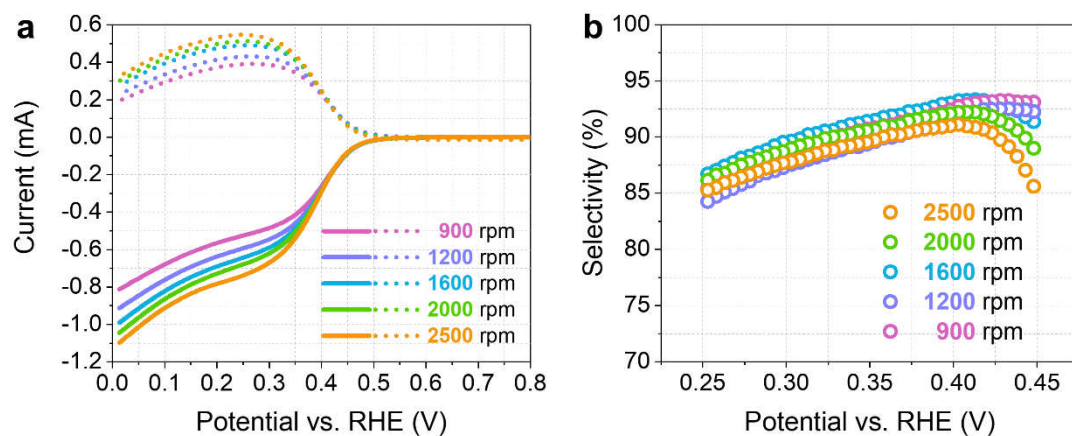 a
0.6
0.4
0.2
0.0
-0.2
-0.4
-0.6
-0.8
-1.0
-1.2
Current (mA)
900 rpm
1200 rpm
1600 rpm
2000 rpm
2500 rpm
0.0 0.1 0.2 0.3 0.4 0.5 0.6 0.7 0.8
Potential vs. RHE (V)
b
100
95
90
85
80
75
70
Selectivity (%)
2500 rpm
2000 rpm
1600 rpm
1200 rpm
900 rpm
0.25 0.30 0.35 0.40 0.45
Potential vs. RHE (V)